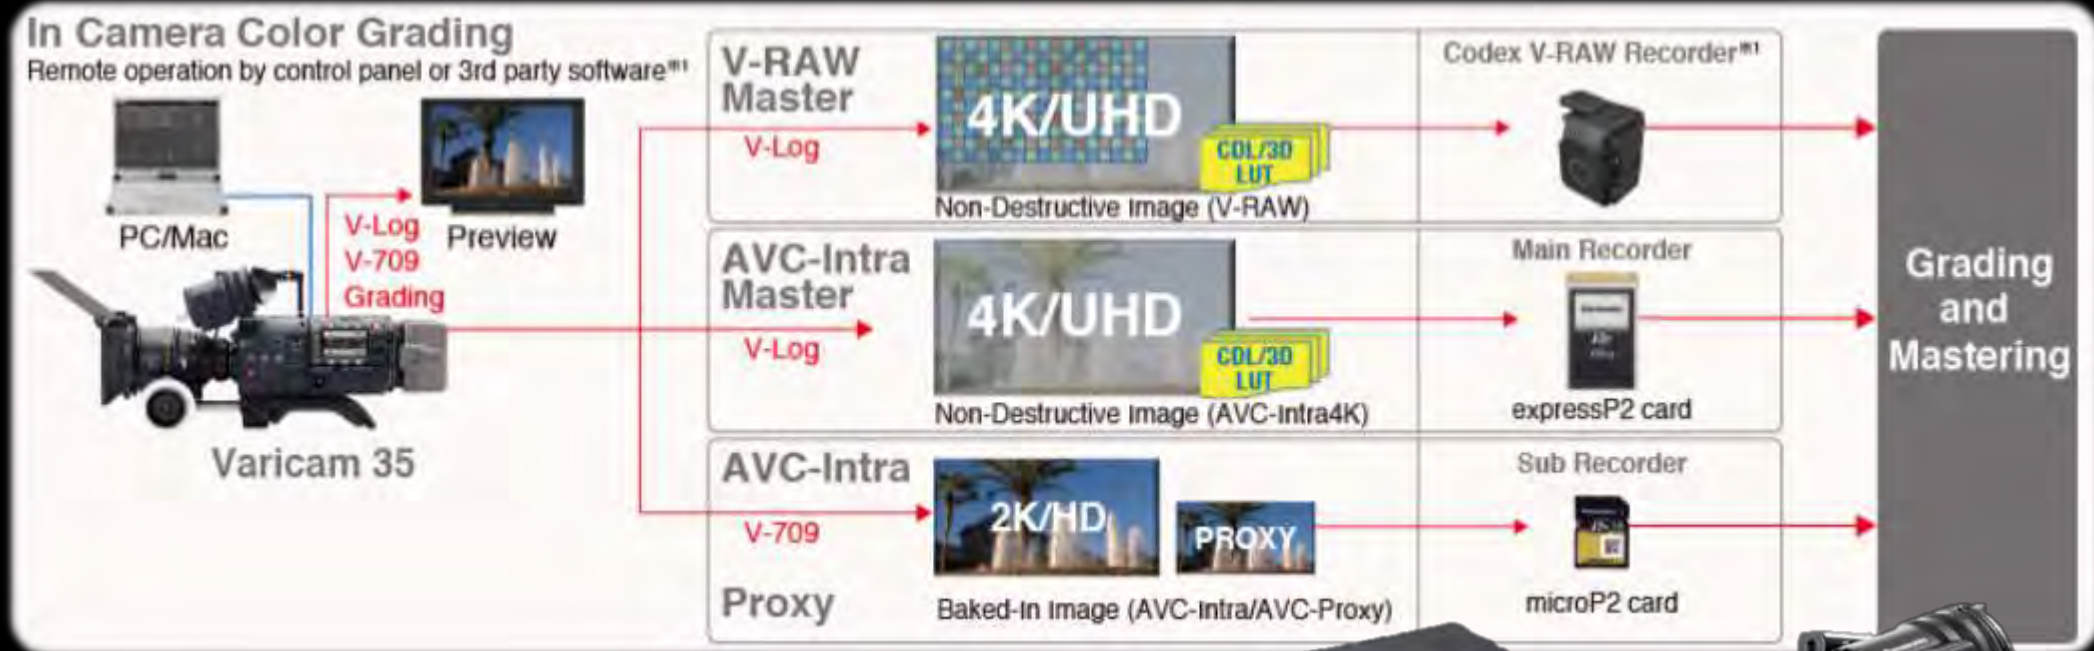 In Camera Color Grading
Remote operation by control panel or 3rd party software※1
PC/Mac
V-Log
V-709
Grading
Preview
Varicam 35
V-RAW
Master
V-Log
4K/UHD
CDL/3D
LUT
Non-Destructive Image (V-RAW)
Codex V-RAW Recorder※1
AVC-Intra
Master
V-Log
4K/UHD
CDL/3D
LUT
Non-Destructive Image (AVC-Intra4K)
Main Recorder
expressP2 card
AVC-Intra
V-709
Proxy
2K/HD
PROXY
Baked-In Image (AVC-Intra/AVC-Proxy)
Sub Recorder
microP2 card
Grading
and
Mastering